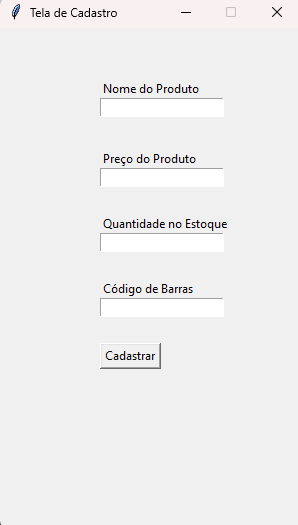 Tela de Cadastro
Nome do Produto
Preço do Produto
Quantidade no Estoque
Código de Barras
Cadastrar